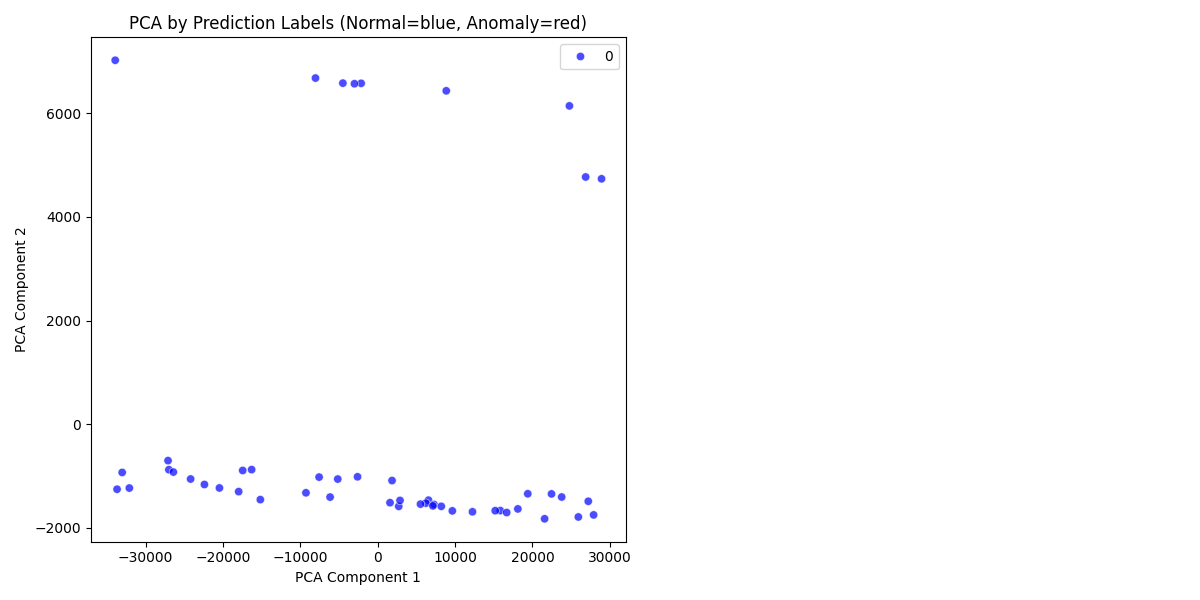 PCA by Prediction Labels (Normal=blue, Anomaly=red)
0
6000
4000
2000
0
−2000
PCA Component 2
−30000 −20000 −10000 0 10000 20000 30000
PCA Component 1